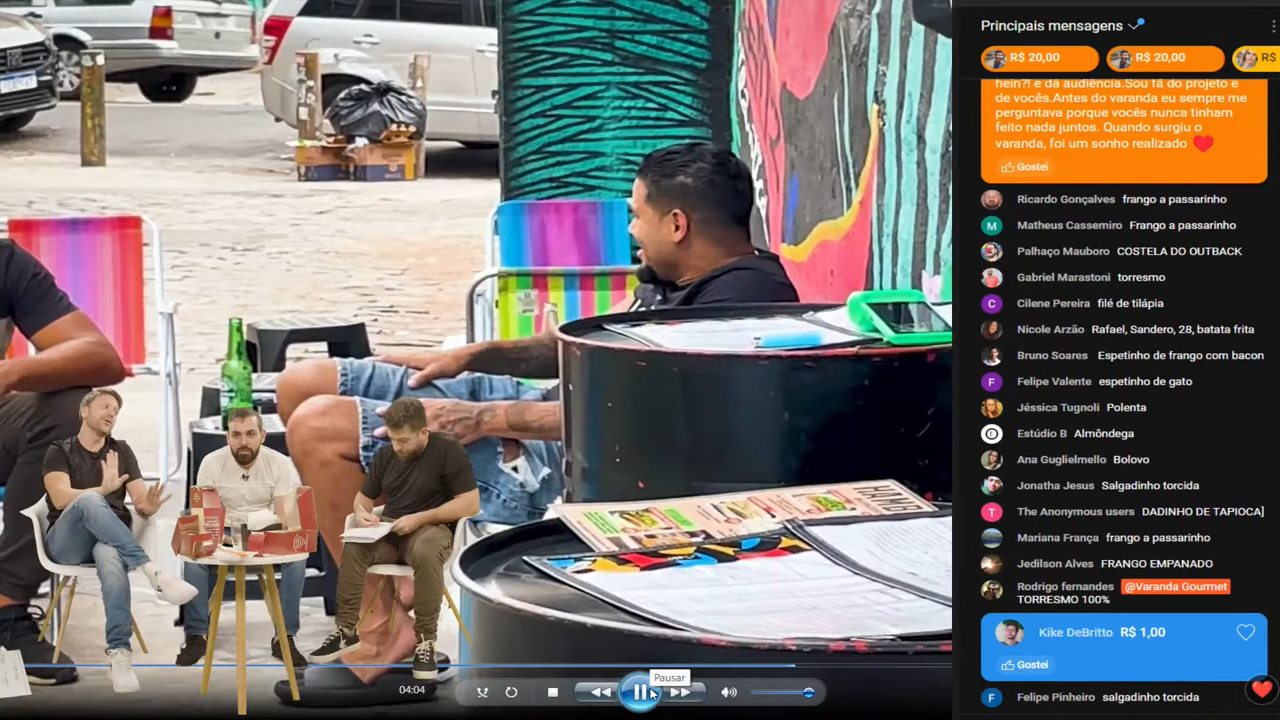 Principais mensagens
R$ 20,00
R$ 20,00
R$
hein?! e dá audiência.Sou fã do projeto e
de vocês.Antes do varanda eu sempre me
perguntava porque vocês nunca tinham
feito nada juntos. Quando surgiu o
varanda, foi um sonho realizado
Gostei
Ricardo Gonçalves frango a passarinho
M Matheus Cassemiro Frango a passarinho
Palhaço Mauboro COSTELA DO OUTBACK
Gabriel Marastoni torresmo
C Cilene Pereira filé de tilápia
Nicole Arzão Rafael, Sandero, 28, batata frita
Bruno Soares Espetinho de frango com bacon
F Felipe Valente espetinho de gato
Jéssica Tugnoli Polenta
Estúdio B Almôndega
Ana Guglielmello Bolovo
Jonatha Jesus Salgadinho torcida
T The Anonymous users DADINHO DE TAPIOCA]
Mariana França frango a passarinho
Jedilson Alves FRANGO EMPANADO
Rodrigo fernandes @Varanda Gourmet
TORRESMO 100%
Kike DeBritto R$ 1,00
Gostei
F Felipe Pinheiro salgadinho torcida
Pausar
04:04